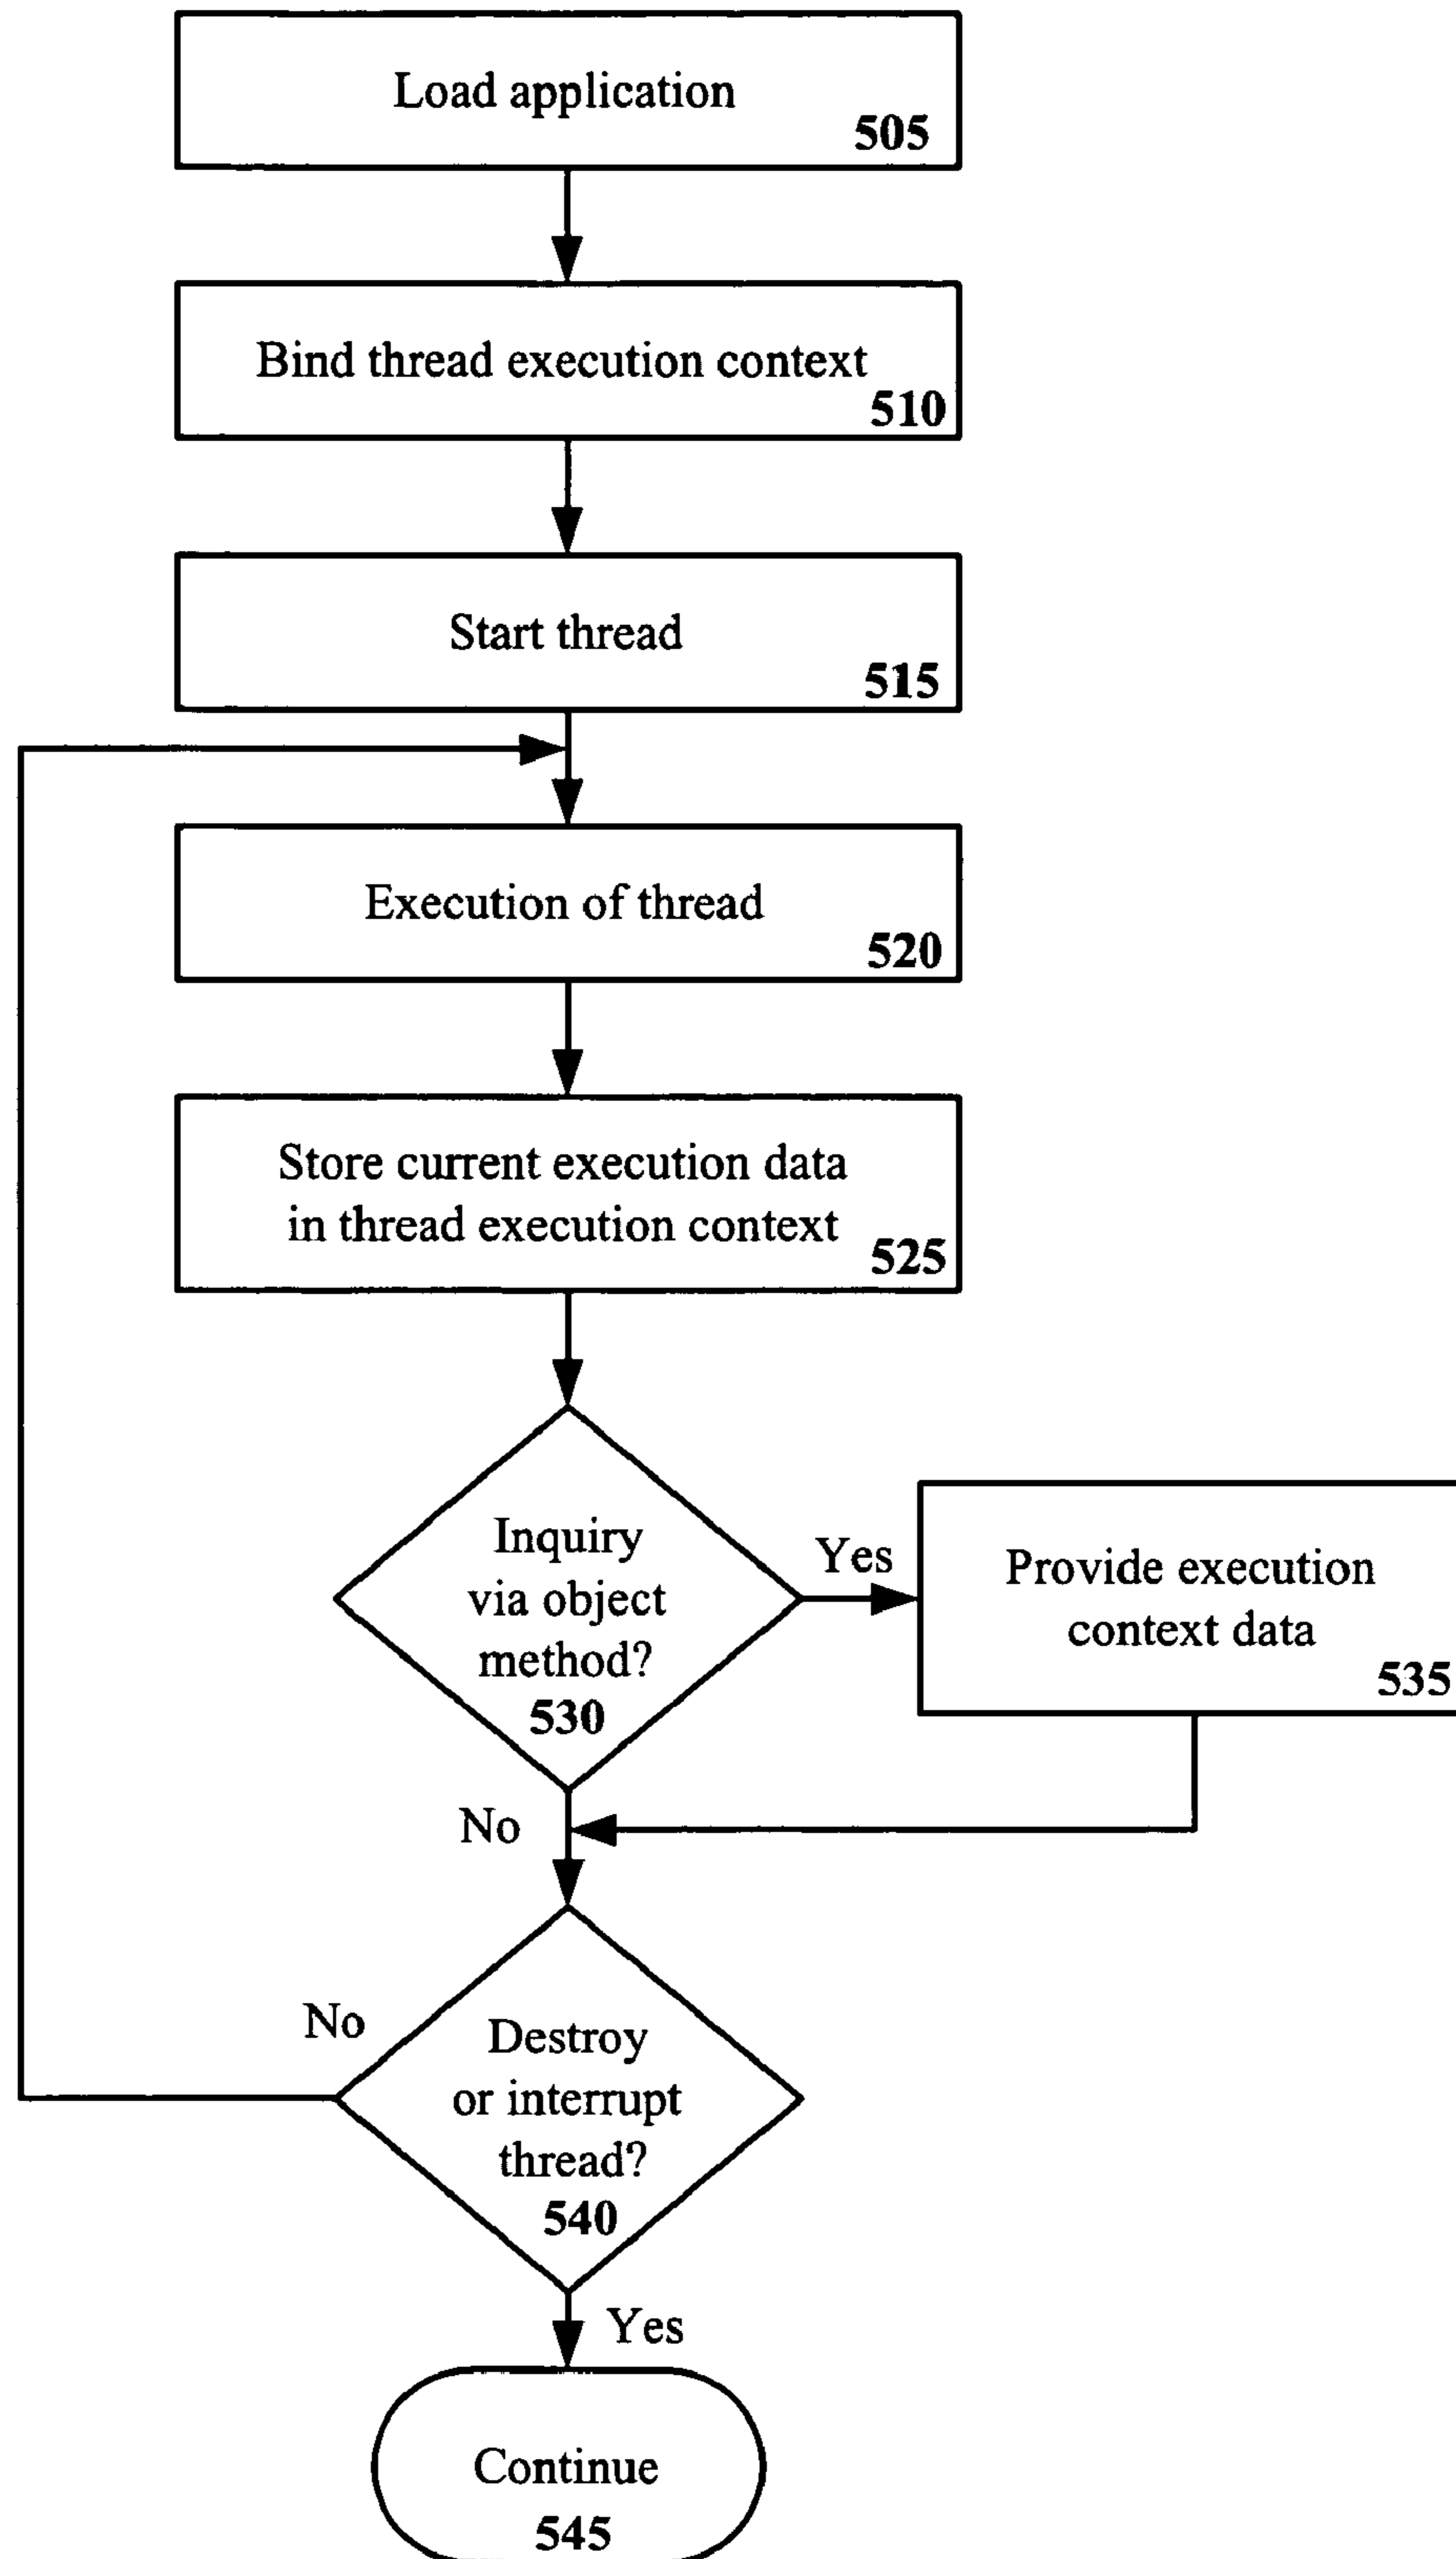 Load application
505
Bind thread execution context
510
Start thread
515
Execution of thread
520
Store current execution data
in thread execution context
525
Inquiry
via object
method?
530
Yes
Provide execution
context data
535
No
No
Destroy
or interrupt
thread?
540
Yes
Continue
545